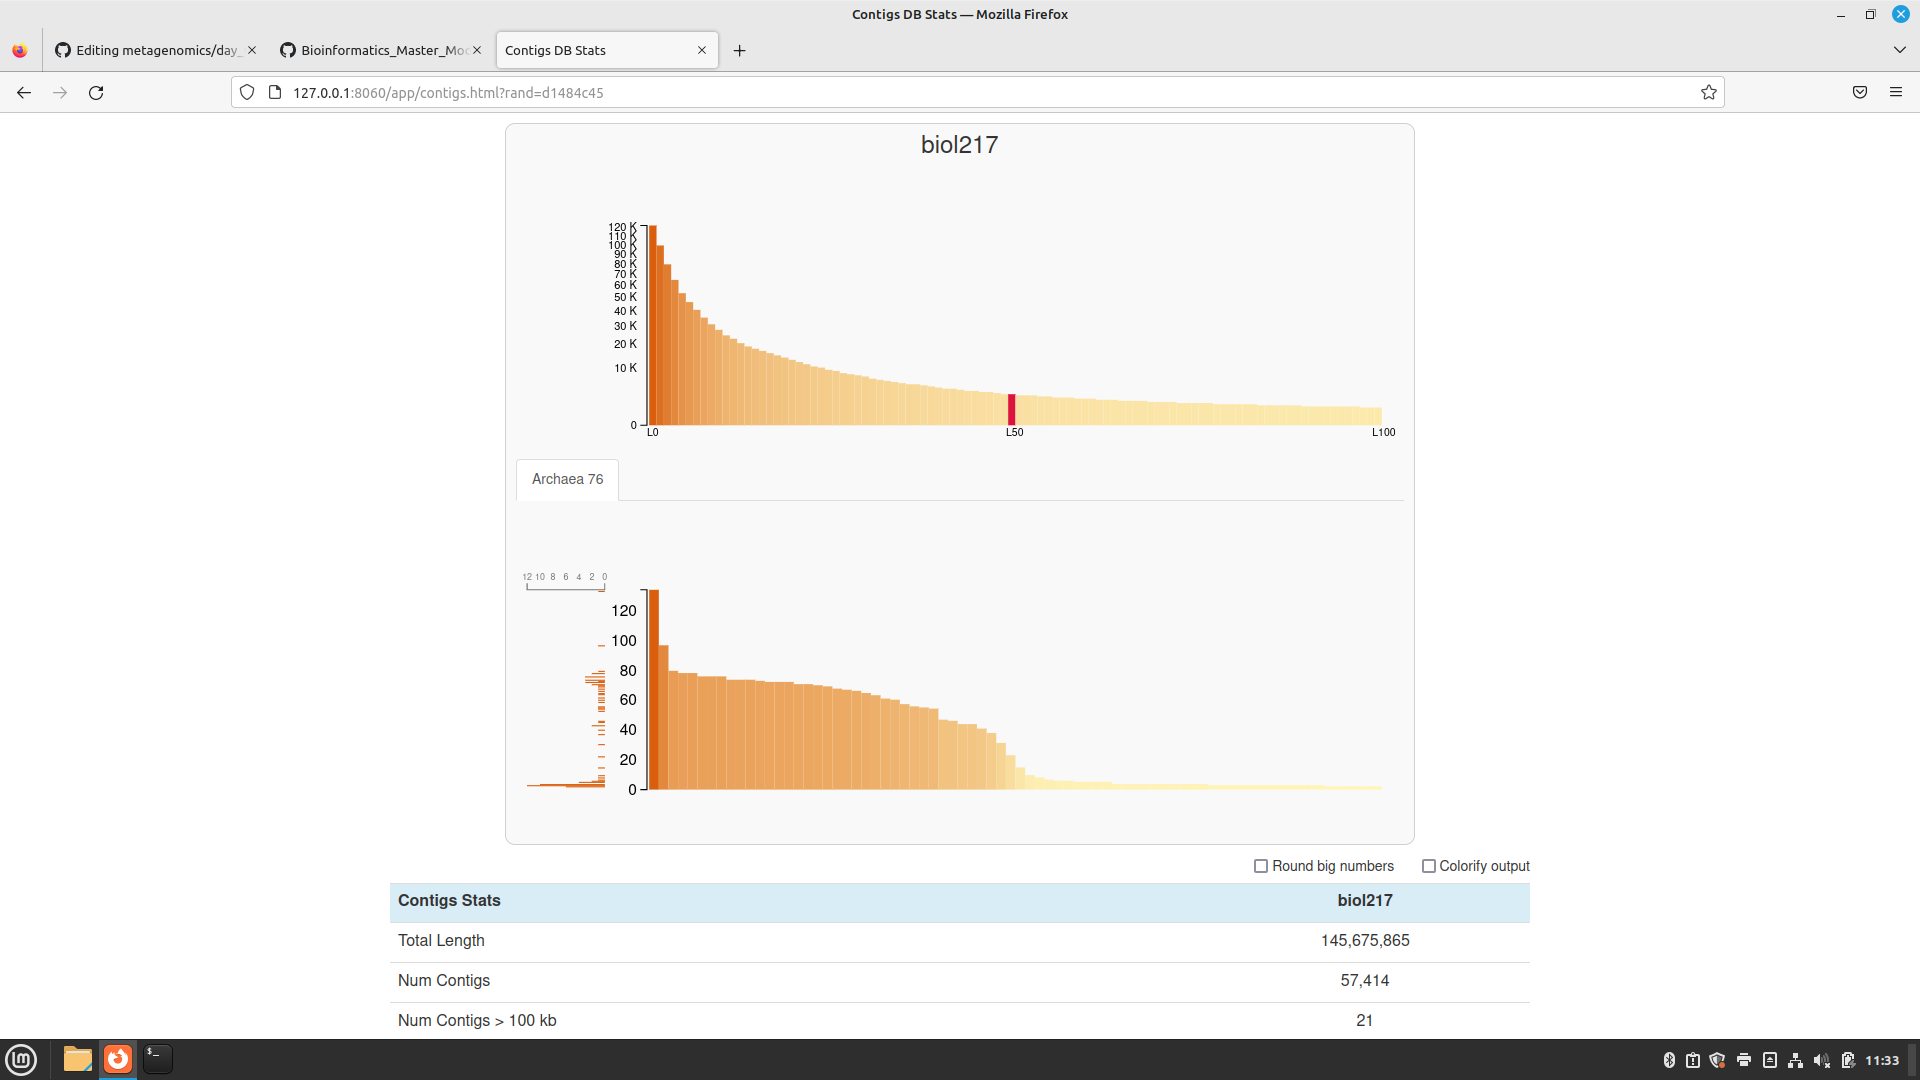 Contigs DB Stats — Mozilla Firefox
Editing metagenomics/day_
Bioinformatics_Master_Mo
Contigs DB Stats
127.0.0.1:8060/app/contigs.html?rand=d1484c45
biol217
120 K
110 K
100 K
90 K
80 K
70 K
60 K
50 K
40 K
30 K
20 K
10 K
0
L0 L50 L100
Archaea 76
12 10 8 6 4 2 0
120
100
80
60
40
20
0
Round big numbers Colorify output
Contigs Stats biol217
Total Length 145,675,865
Num Contigs 57,414
Num Contigs > 100 kb 21
11:33